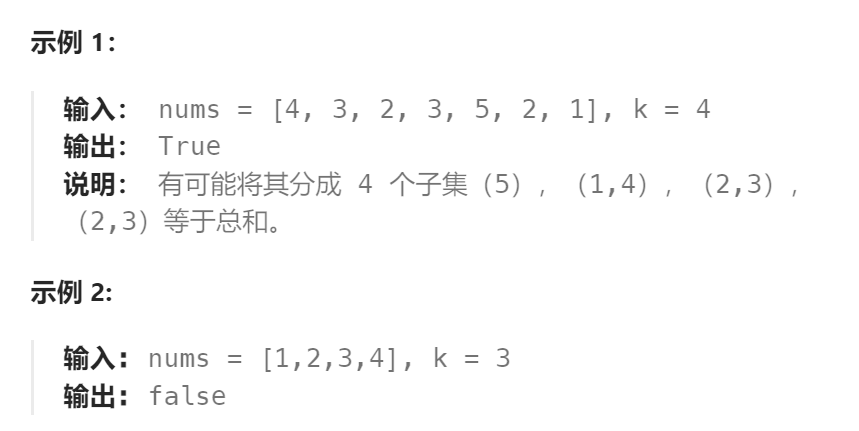 示例 1：
输入： nums = [4, 3, 2, 3, 5, 2, 1], k = 4
输出： True
说明： 有可能将其分成 4 个子集（5），（1,4），（2,3），
（2,3）等于总和。
示例 2:
输入：nums = [1,2,3,4], k = 3
输出：false